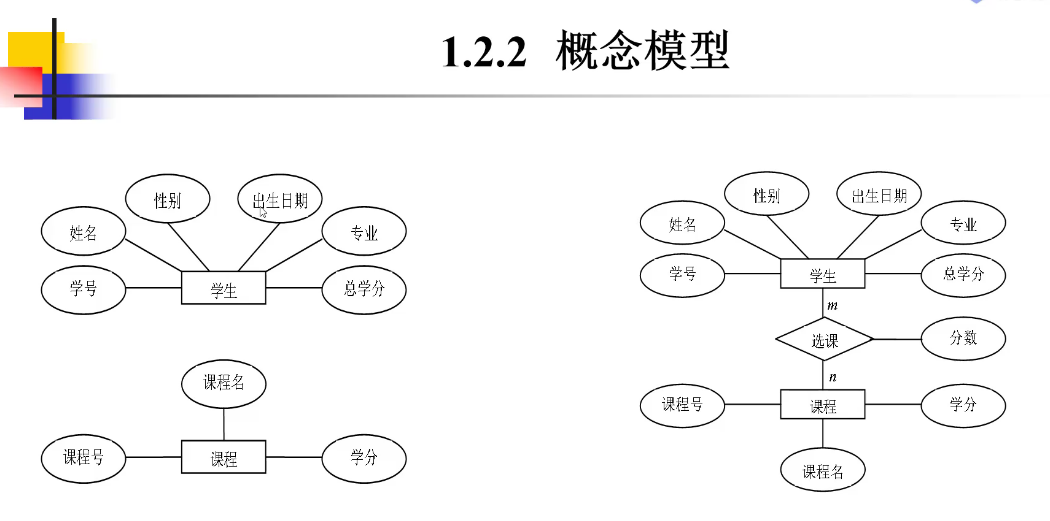 1.2.2 概念模型
性别
出生日期
姓名
专业
学号
学生
总学分
课程名
课程号
课程
学分
性别
出生日期
姓名
专业
学号
学生
总学分
m
选课
分数
n
课程号
课程
学分
课程名